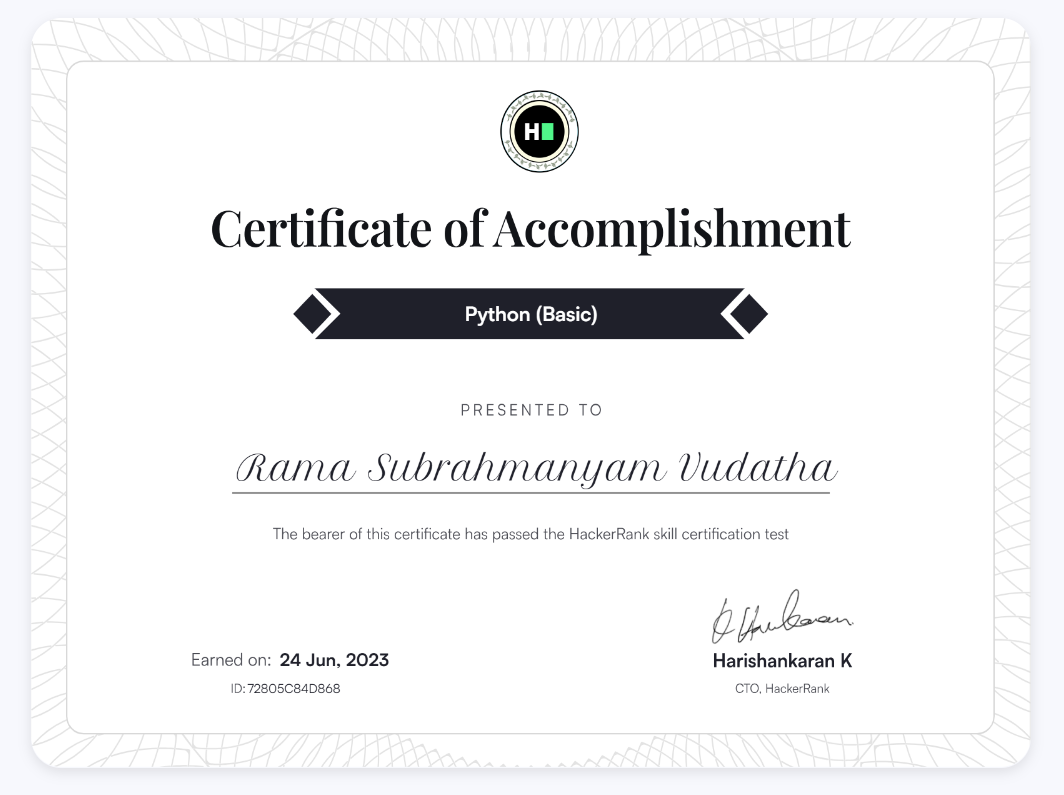 H
Certificate of Accomplishment
Python (Basic)
PRESENTED TO
Rama Subrahmanyam Vudatha
The bearer of this certificate has passed the HackerRank skill certification test
Earned on: 24 Jun, 2023
Harishankaran K
ID: 72805C84D868
CTO, HackerRank